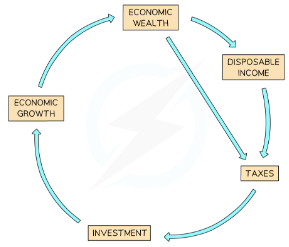 ECONOMIC
WEALTH
DISPOSABLE
INCOME
TAXES
INVESTMENT
ECONOMIC
GROWTH